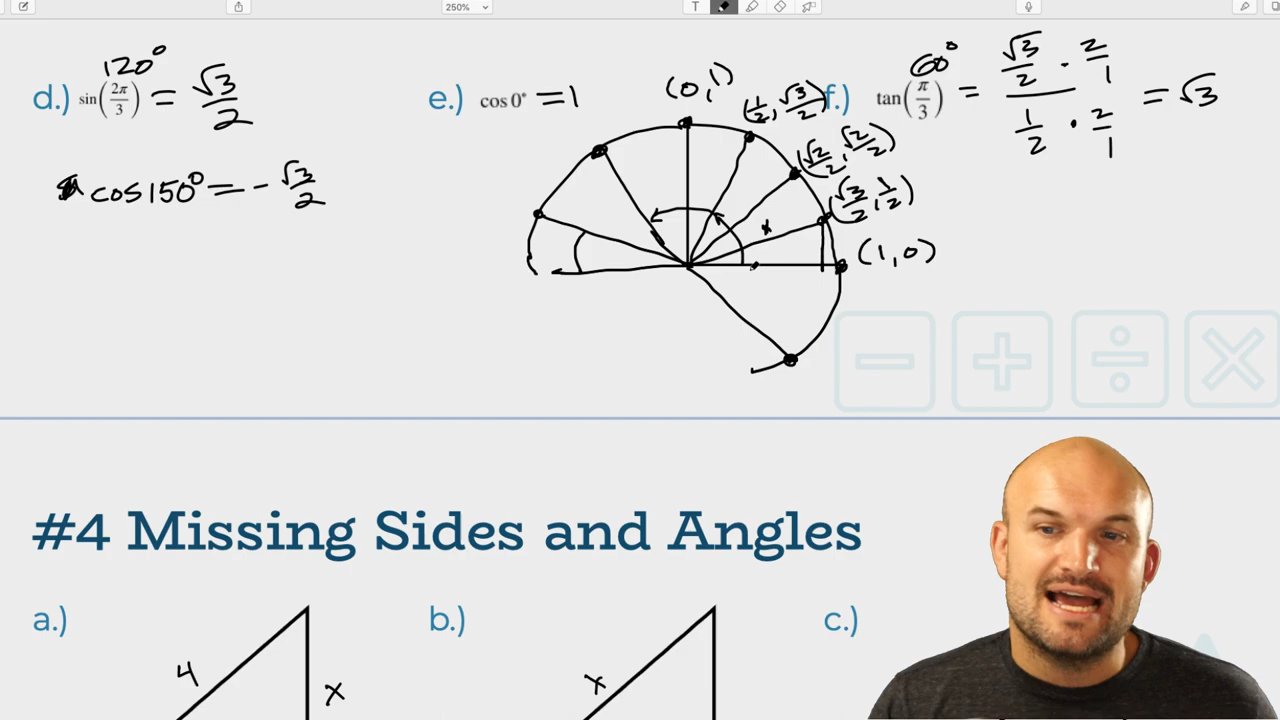 250%
d.) 120° sin(2π/3) = √3/2
cos150° = -√3/2
e.) cos 0° = 1
(0,1)
(1/2, √3/2)
(√2/2, √2/2)
(√3/2, 1/2)
(1,0)
x
f.) 60° tan(π/3) = √3/2 · 2/1 / 1/2 · 2/1 = √3
#4 Missing Sides and Angles
a.)
4
x
b.)
x
c.)